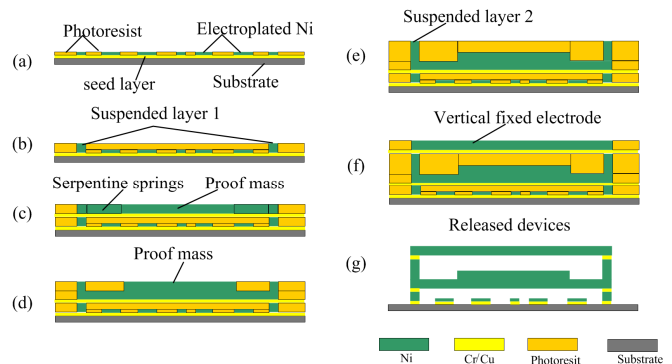 Photoresist
Electroplated Ni
(a)
seed layer
Substrate
Suspended layer 1
(b)
Serpentine springs
Proof mass
(c)
Proof mass
(d)
Suspended layer 2
(e)
Vertical fixed electrode
(f)
Released devices
(g)
Ni
Cr/Cu
Photoresit
Substrate